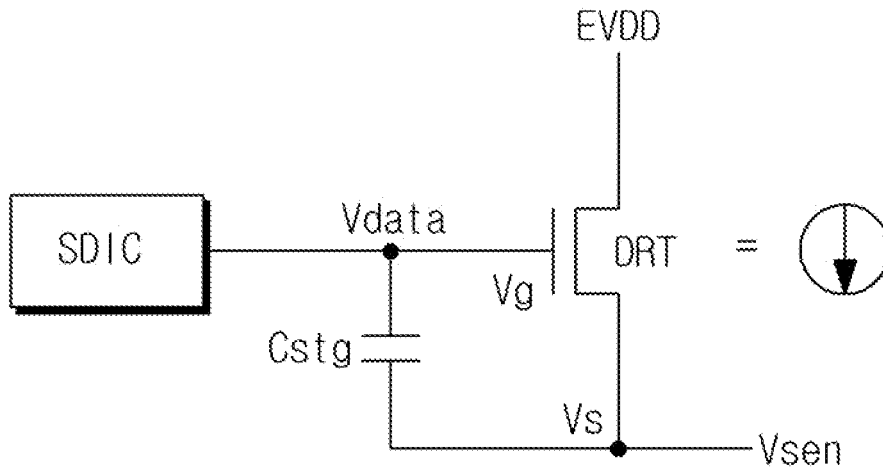 EVDD
SDIC
Vdata
DRT
=
Vg
Cstg
Vs
Vsen